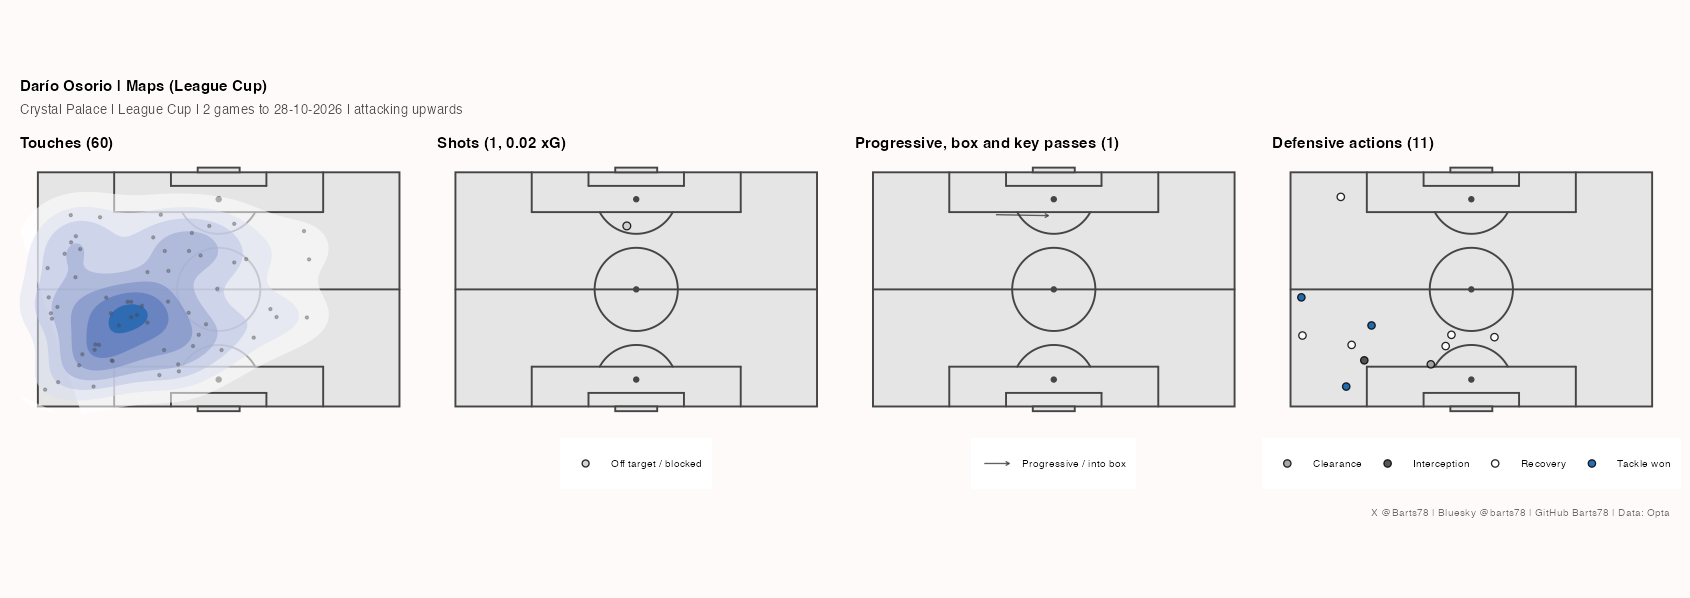 Darío Osorio | Maps (League Cup)
Crystal Palace | League Cup | 2 games to 28-10-2026 | attacking upwards
Touches (60)
Shots (1, 0.02 xG)
Progressive, box and key passes (1)
Defensive actions (11)
Off target / blocked
Progressive / into box
Clearance
Interception
Recovery
Tackle won
X @Barts78 | Bluesky @barts78 | GitHub Barts78 | Data: Opta